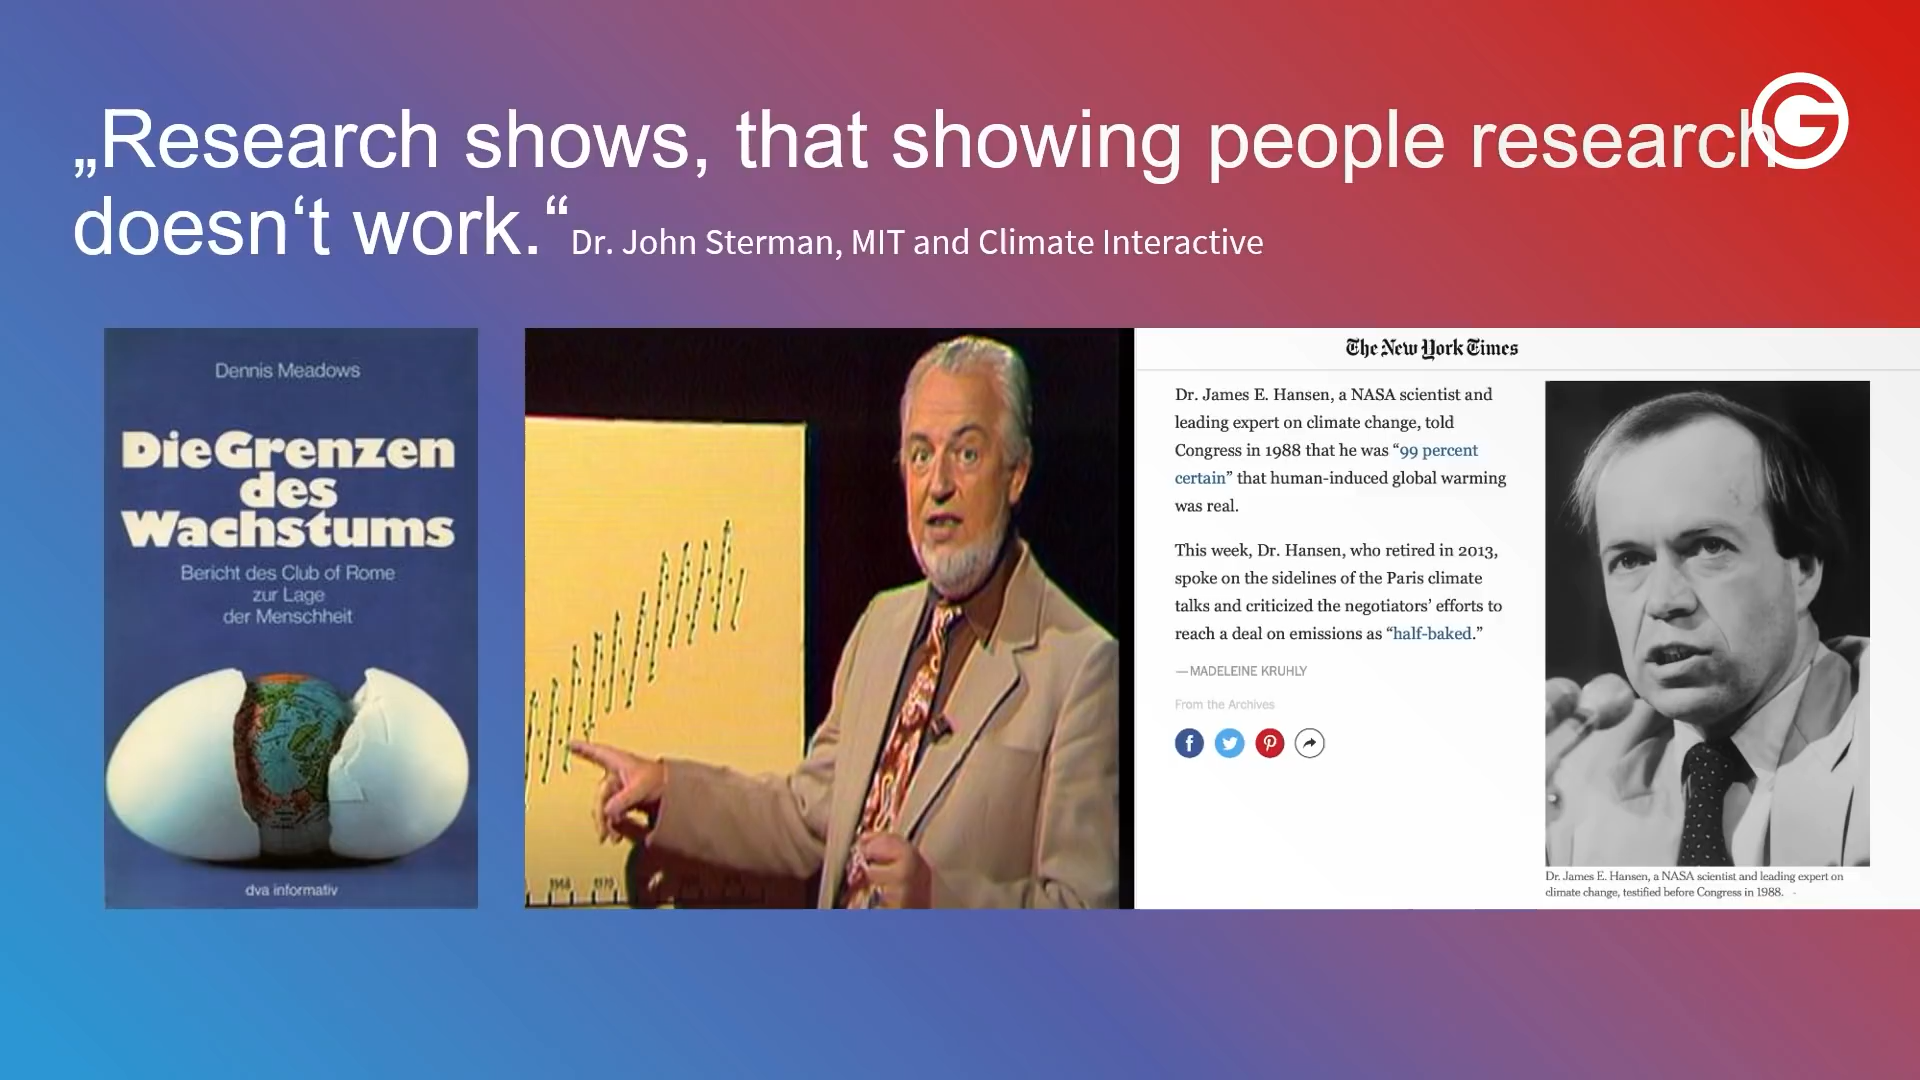 „Research shows, that showing people research
doesn‘t work.“ Dr. John Sterman, MIT and Climate Interactive
Dennis Meadows
Die Grenzen
des
Wachstums
Bericht des Club of Rome
zur Lage
der Menschheit
dva informativ
1968 1970
The New York Times
Dr. James E. Hansen, a NASA scientist and
leading expert on climate change, told
Congress in 1988 that he was “99 percent
certain” that human-induced global warming
was real.
This week, Dr. Hansen, who retired in 2013,
spoke on the sidelines of the Paris climate
talks and criticized the negotiators’ efforts to
reach a deal on emissions as “half-baked.”
—MADELEINE KRUHLY
From the Archives
Dr. James E. Hansen, a NASA scientist and leading expert on
climate change, testified before Congress in 1988.
G